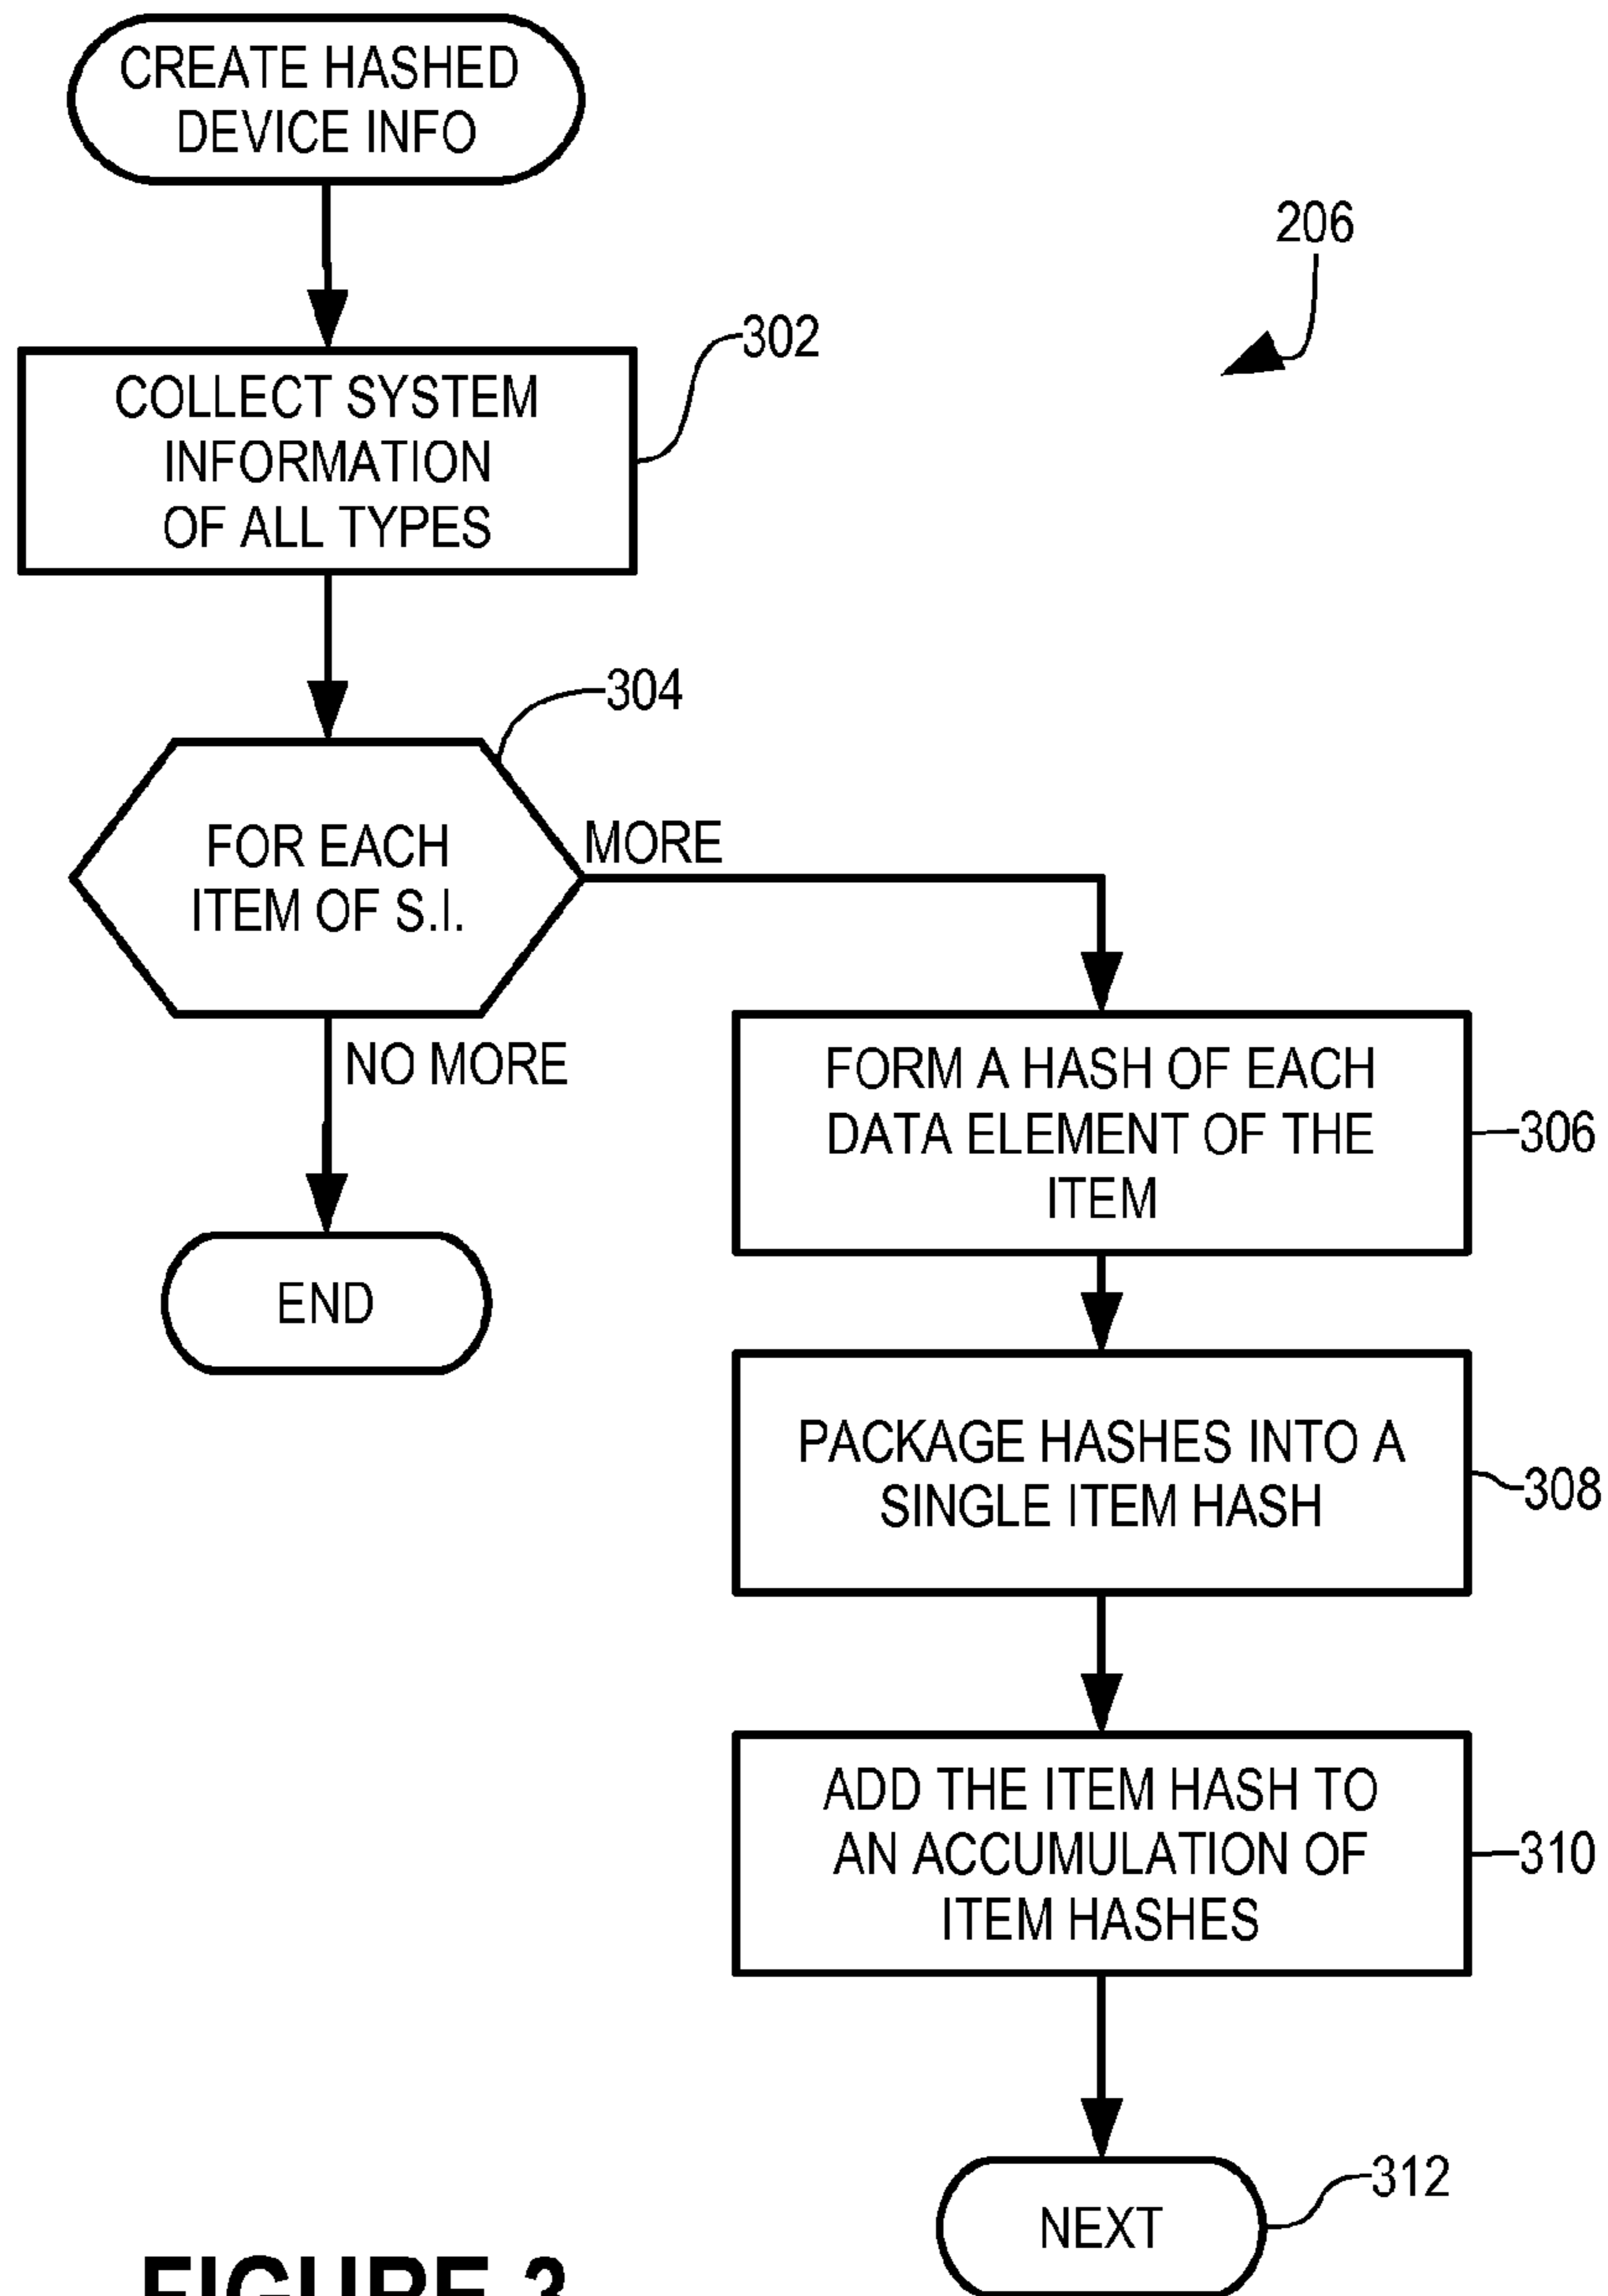 CREATE HASHED
DEVICE INFO
206
302
COLLECT SYSTEM
INFORMATION
OF ALL TYPES
304
FOR EACH
ITEM OF S.I.
MORE
NO MORE
END
FORM A HASH OF EACH
DATA ELEMENT OF THE
ITEM
306
PACKAGE HASHES INTO A
SINGLE ITEM HASH
308
ADD THE ITEM HASH TO
AN ACCUMULATION OF
ITEM HASHES
310
NEXT
312
FIGURE 3